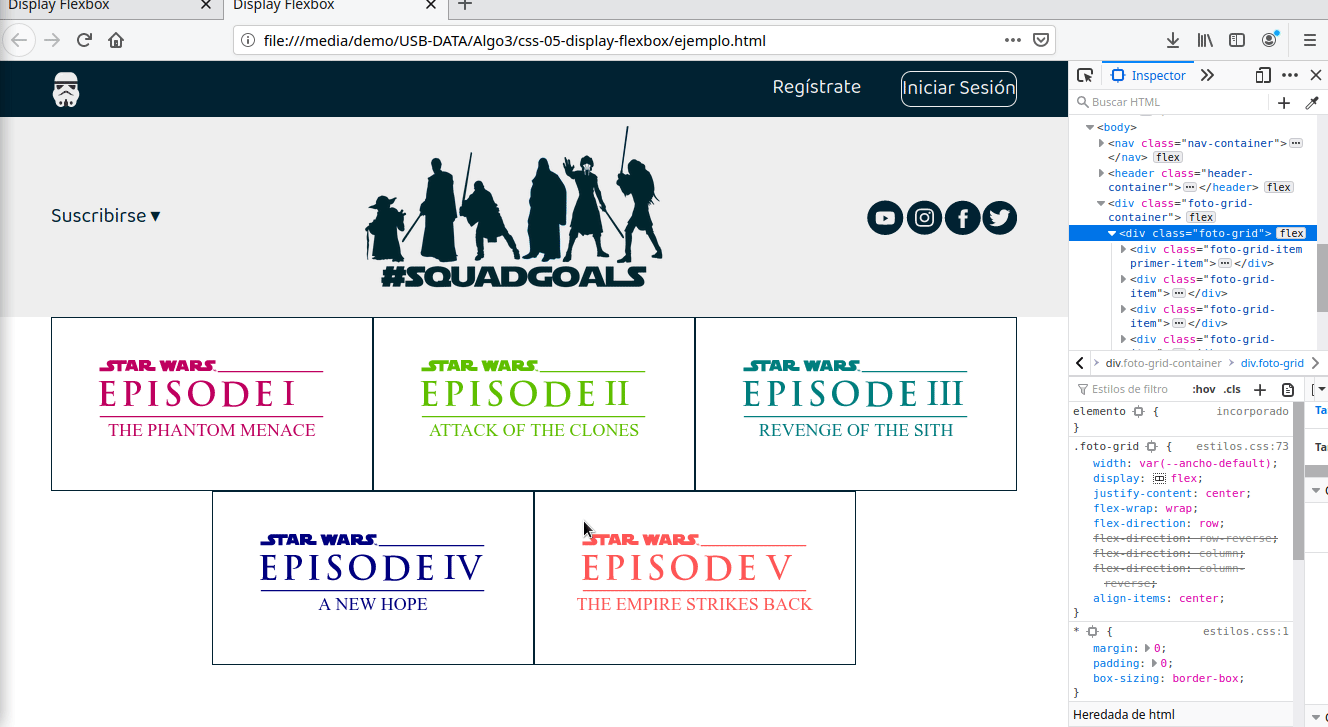 Display Flexbox
Display Flexbox
file:///media/demo/USB-DATA/Algo3/css-05-display-flexbox/ejemplo.html
Regístrate
Iniciar Sesión
Suscribirse ▾
#SQUADGOALS
STAR WARS
EPISODE I
THE PHANTOM MENACE
STAR WARS
EPISODE II
ATTACK OF THE CLONES
STAR WARS
EPISODE III
REVENGE OF THE SITH
STAR WARS
EPISODE IV
A NEW HOPE
STAR WARS
EPISODE V
THE EMPIRE STRIKES BACK
Inspector
Buscar HTML
<body>
<nav class="nav-container">
</nav> flex
<header class="header-
container"> </header> flex
<div class="foto-grid-
container"> flex
<div class="foto-grid"> flex
<div class="foto-grid-item
primer-item"> </div>
<div class="foto-grid-
item"> </div>
<div class="foto-grid-
item"> </div>
<div class="foto-grid-
div.foto-grid-container
div.foto-grid
Estilos de filtro
:hov .cls
elemento { incorporado
}
.foto-grid { estilos.css:73
width: var(--ancho-default);
display: flex;
justify-content: center;
flex-wrap: wrap;
flex-direction: row;
flex-direction: row-reverse;
flex-direction: column;
flex-direction: column-
reverse;
align-items: center;
}
* { estilos.css:1
margin: 0;
padding: 0;
box-sizing: border-box;
}
Heredada de html